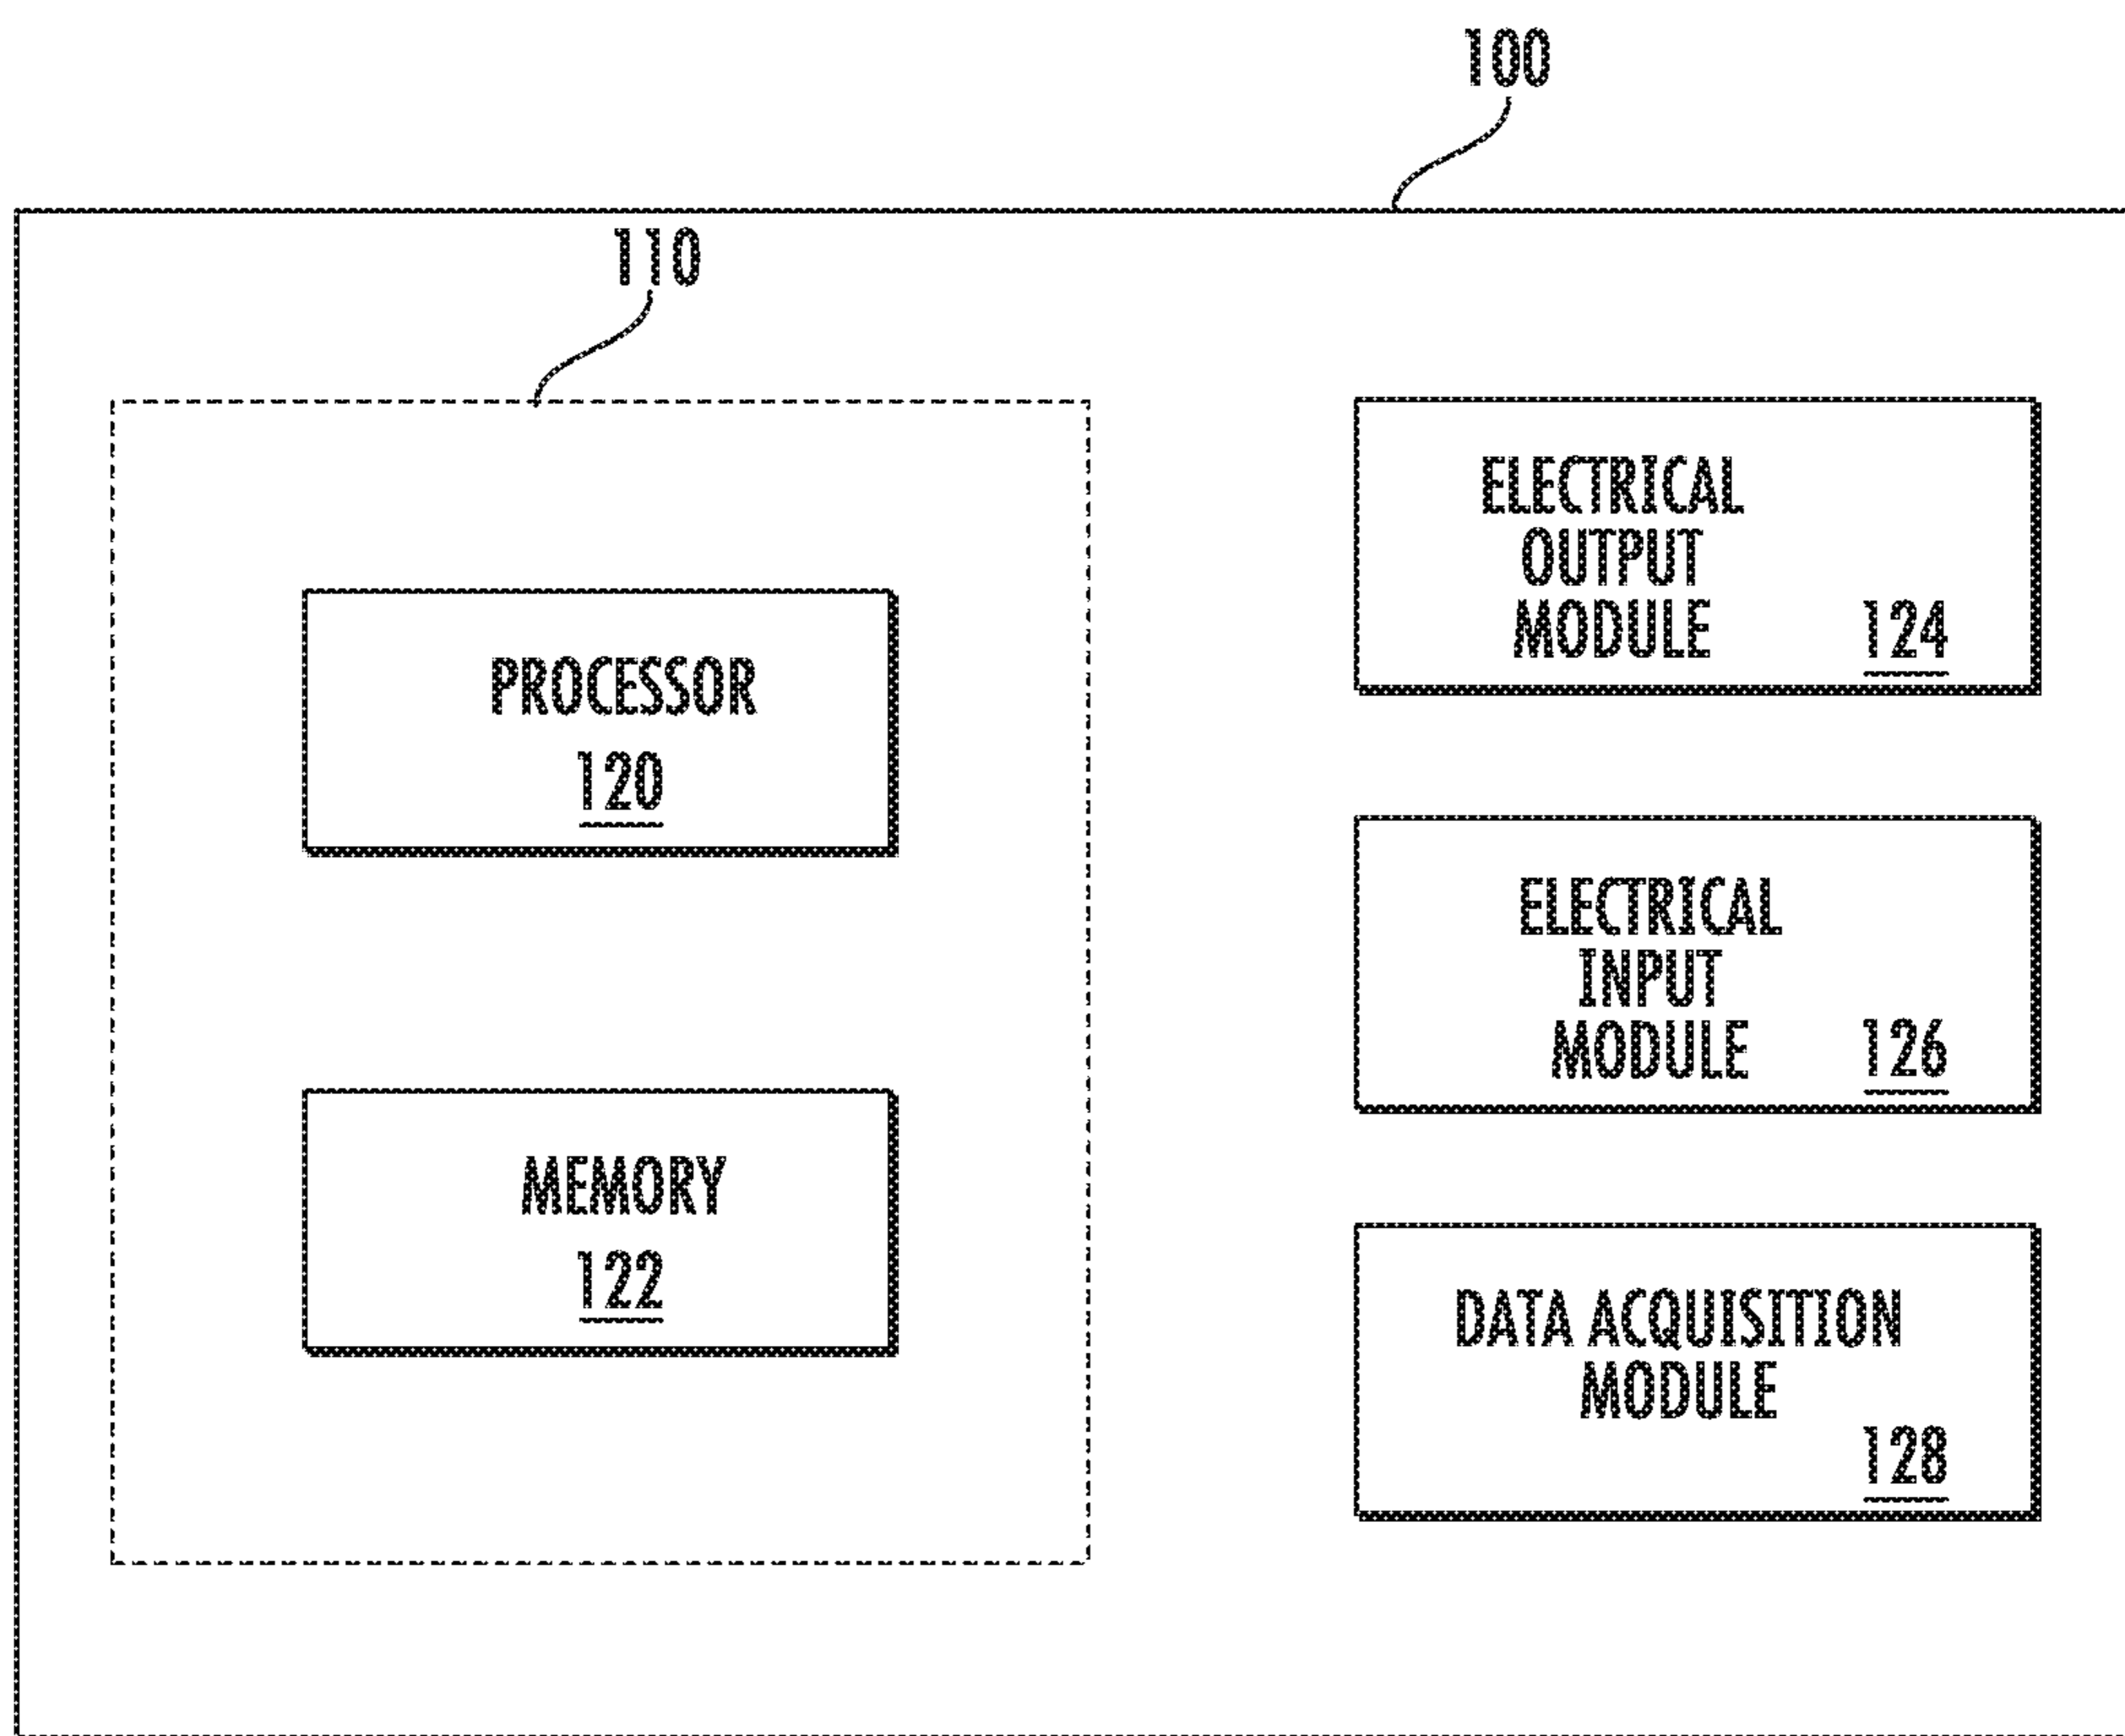 100
110
PROCESSOR
120
MEMORY
122
ELECTRICAL
OUTPUT
MODULE 124
ELECTRICAL
INPUT
MODULE 126
DATA ACQUISITION
MODULE
128